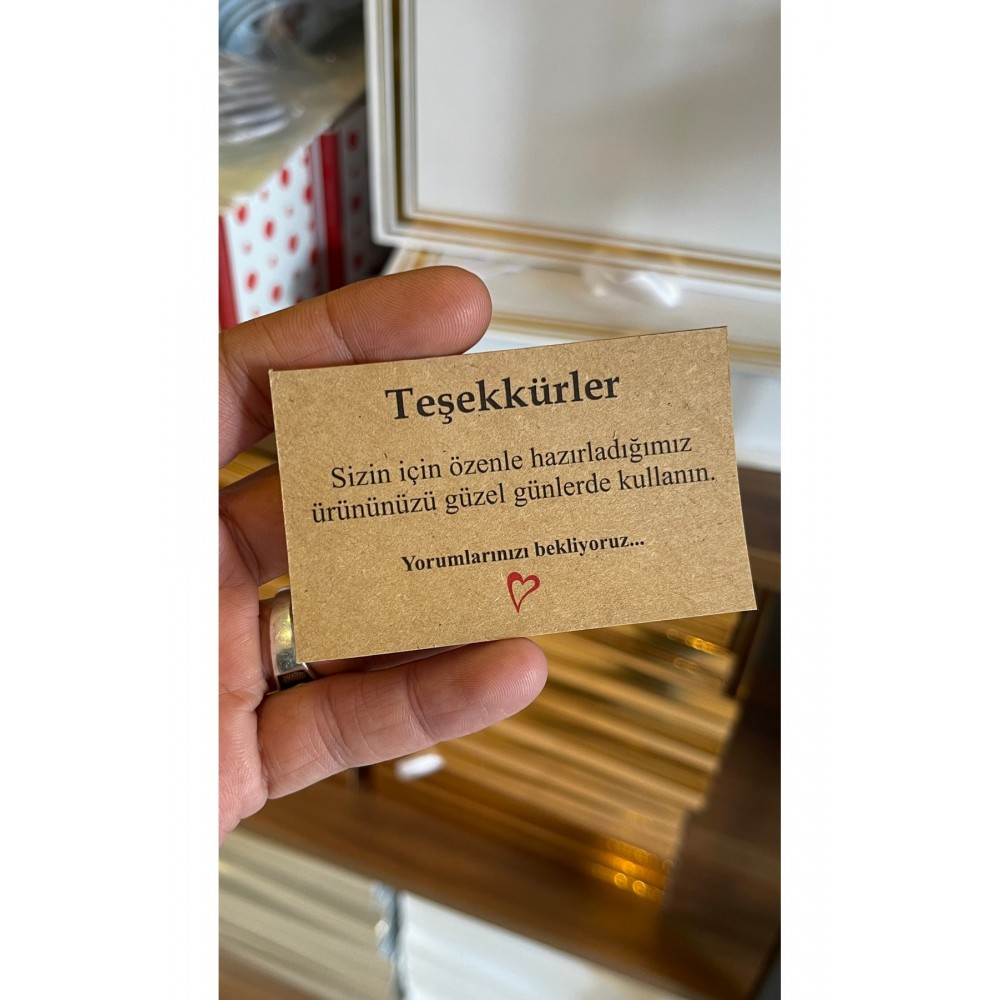 Teşekkürler
Sizin için özenle hazırladığımız
ürününüzü güzel günlerde kullanın.
Yorumlarınızı bekliyoruz...